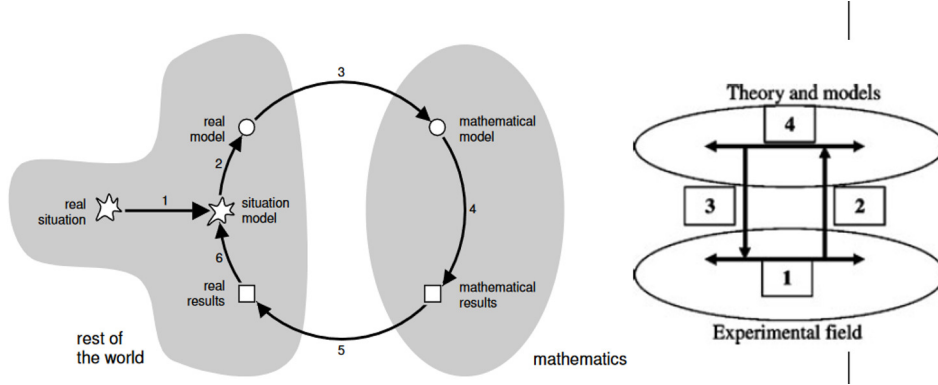 3
real
model
mathematical
model
2
real
situation
1
situation
model
4
6
real
results
mathematical
results
5
rest of
the world
mathematics
Theory and models
4
3
2
1
Experimental field